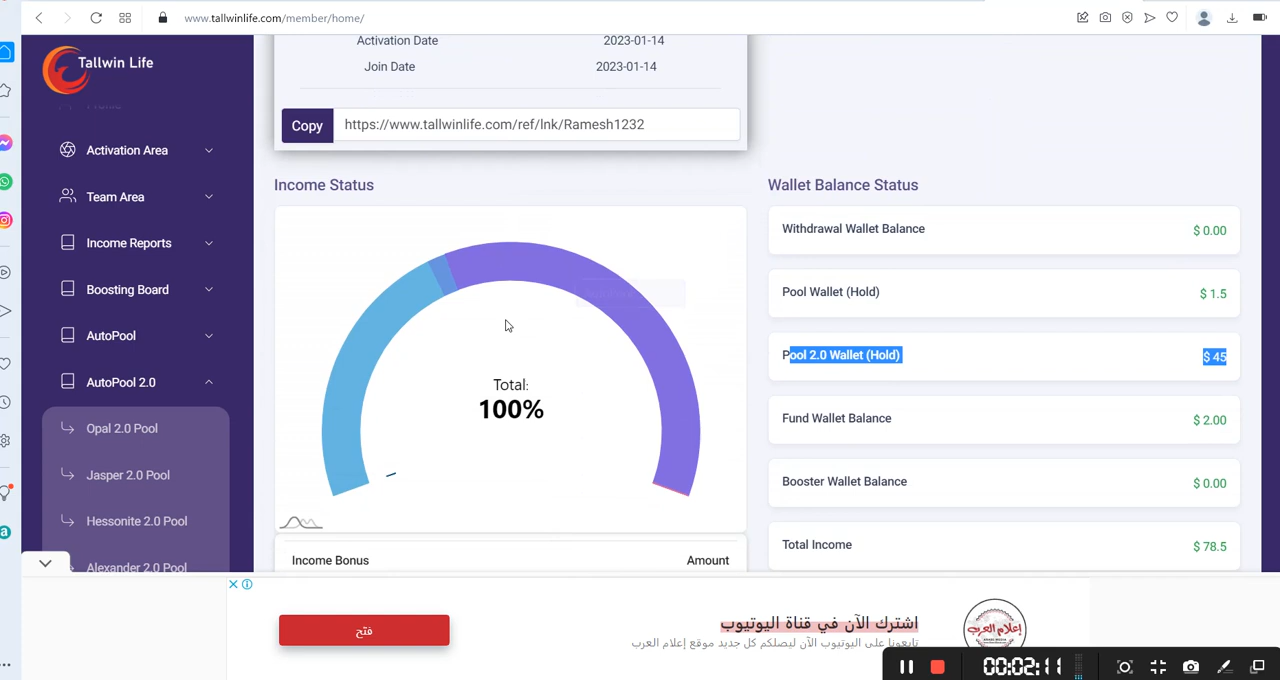 www.tallwinlife.com/member/home/
Tallwin Life
Profile
Activation Area
Team Area
Income Reports
Boosting Board
AutoPool
AutoPool 2.0
Opal 2.0 Pool
Jasper 2.0 Pool
Hessonite 2.0 Pool
Alexander 2.0 Pool
Activation Date 2023-01-14
Join Date 2023-01-14
Copy https://www.tallwinlife.com/ref/lnk/Ramesh1232
Income Status
Total:
100%
Income Bonus Amount
Wallet Balance Status
Withdrawal Wallet Balance $ 0.00
Pool Wallet (Hold) $ 1.5
Pool 2.0 Wallet (Hold) $ 45
Fund Wallet Balance $ 2.00
Booster Wallet Balance $ 0.00
Total Income $ 78.5
فتح
اشترك الآن في قناة اليوتيوب
تابعونا على اليوتيوب الآن ليصلكم كل جديد موقع إعلام العرب
إعلام العرب
00:02:11